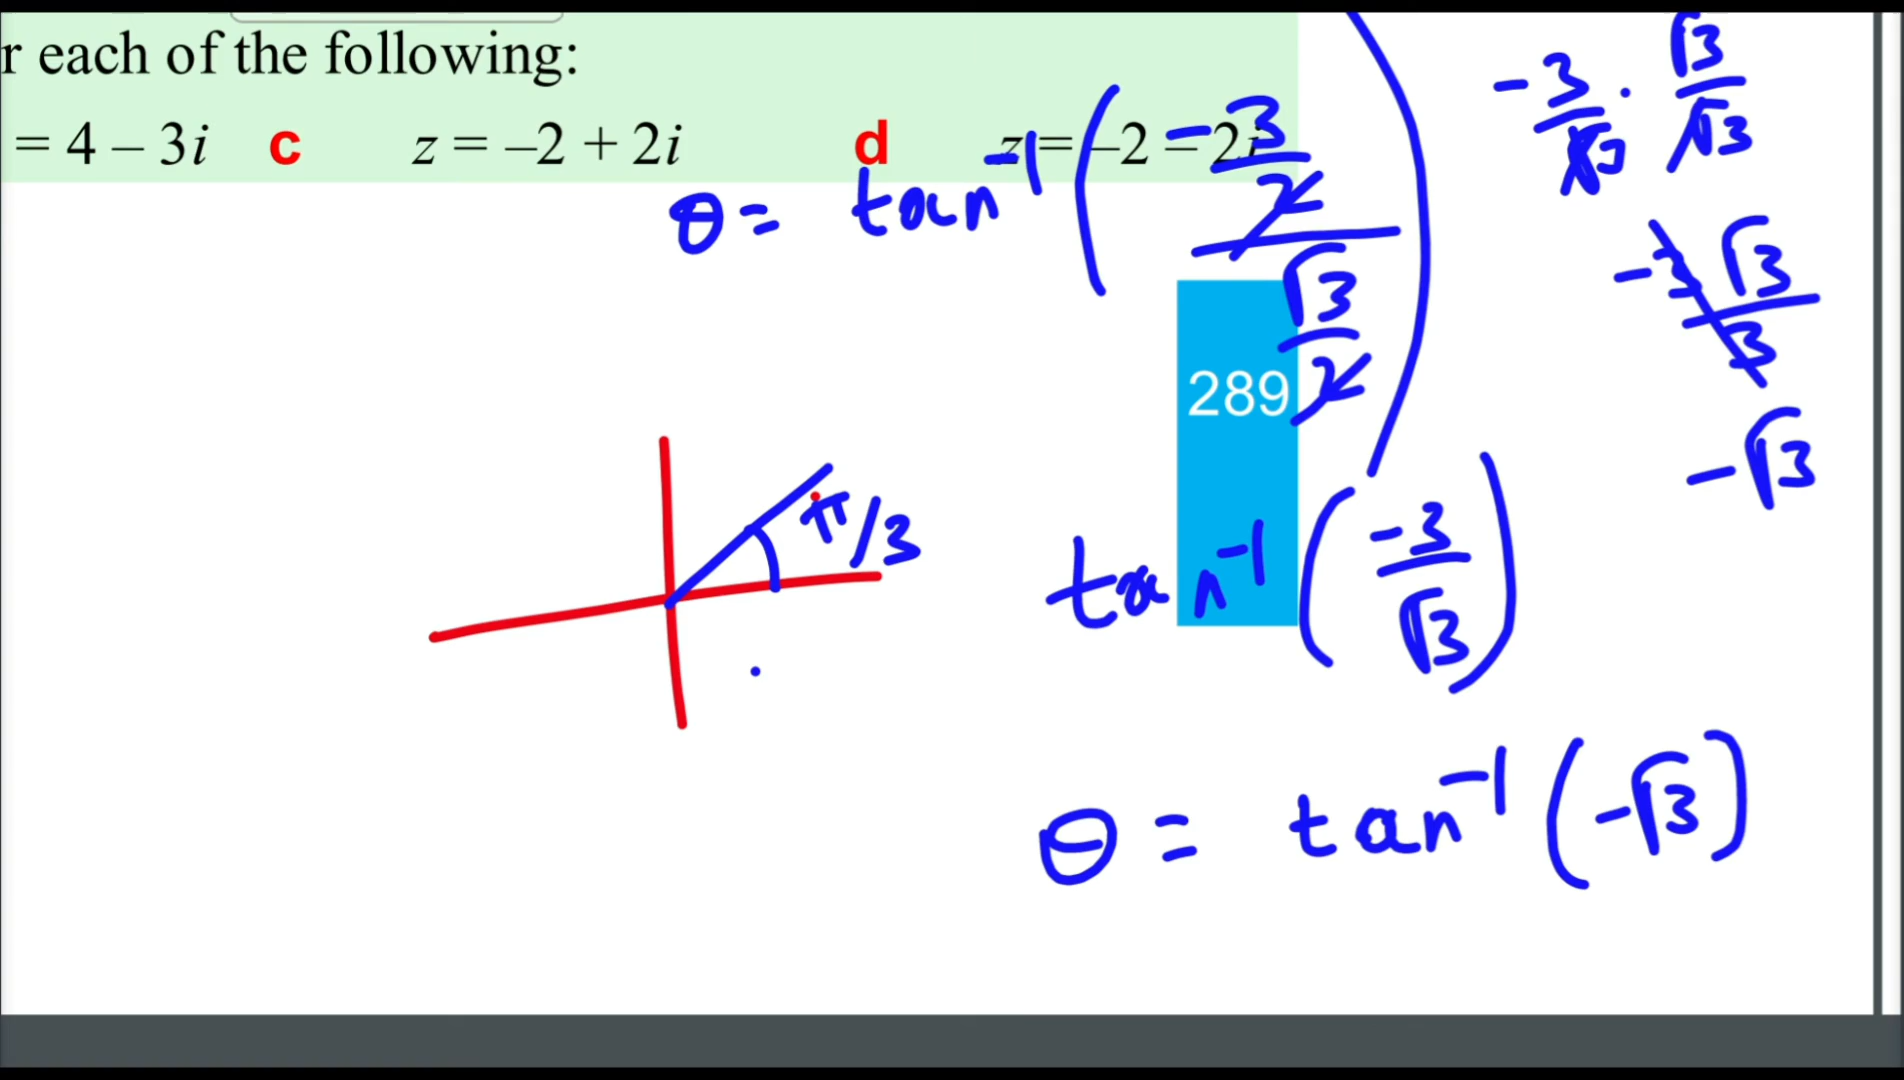 r each of the following:
= 4 – 3i c z = –2 + 2i d z = –2 – 2i
θ = tan⁻¹ ( (-3/2) / (√3/2) )
-3/√3 · √3/√3
-3√3/3
-√3
289
π/3
tan⁻¹ ( -3/√3 )
θ = tan⁻¹ ( -√3 )